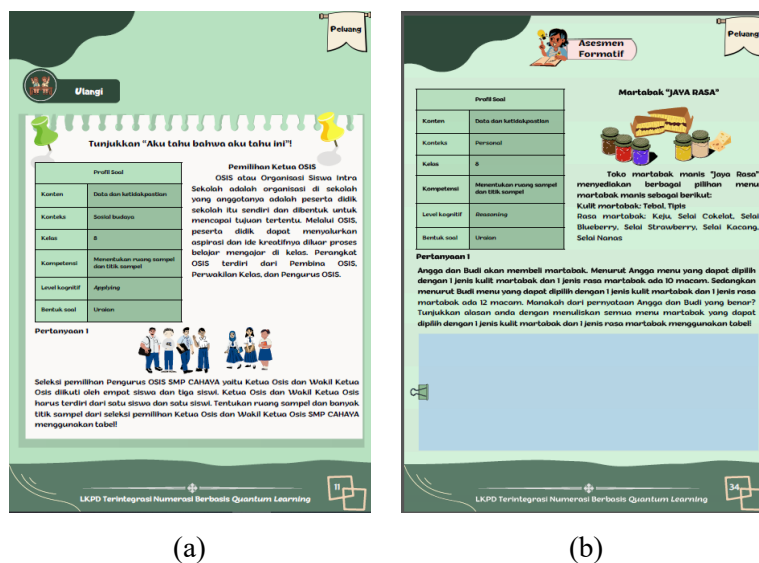 Peluang
Ulangi
Tunjukkan "Aku tahu bahwa aku tahu ini"!
Profil Soal
Konten Data dan ketidakpastian
Konteks Sosial budaya
Kelas 8
Kompetensi Menentukan ruang sampel
dan titik sampel
Level kognitif Applying
Bentuk soal Uraian
Pemilihan Ketua OSIS
OSIS atau Organisasi Siswa Intra
Sekolah adalah organisasi di sekolah
yang anggotanya adalah peserta didik
sekolah itu sendiri dan dibentuk untuk
mencapai tujuan tertentu. Melalui OSIS,
peserta didik dapat menyalurkan
aspirasi dan ide kreatifnya diluar proses
belajar mengajar di kelas. Perangkat
OSIS terdiri dari Pembina OSIS,
Perwakilan Kelas, dan Pengurus OSIS.
Pertanyaan 1
Seleksi pemilihan Pengurus OSIS SMP CAHAYA yaitu Ketua Osis dan Wakil Ketua
Osis diikuti oleh empat siswa dan tiga siswi. Ketua Osis dan Wakil Ketua Osis
harus terdiri dari satu siswa dan satu siswi. Tentukan ruang sampel dan banyak
titik sampel dari seleksi pemilihan Ketua Osis dan Wakil Ketua Osis SMP CAHAYA
menggunakan tabel!
LKPD Terintegrasi Numerasi Berbasis Quantum Learning
11
(a)
Peluang
Asesmen
Formatif
Profil Soal
Konten Data dan ketidakpastian
Konteks Personal
Kelas 8
Kompetensi Menentukan ruang sampel
dan titik sampel
Level kognitif Reasoning
Bentuk soal Uraian
Martabak "JAYA RASA"
Toko martabak manis "Jaya Rasa"
menyediakan berbagai pilihan menu
martabak manis sebagai berikut:
Kulit martabak: Tebal, Tipis
Rasa martabak: Keju, Selai Cokelat, Selai
Blueberry, Selai Strawberry, Selai Kacang,
Selai Nanas
Pertanyaan 1
Angga dan Budi akan membeli martabak. Menurut Angga menu yang dapat dipilih
dengan 1 jenis kulit martabak dan 1 jenis rasa martabak ada 10 macam. Sedangkan
menurut Budi menu yang dapat dipilih dengan 1 jenis kulit martabak dan 1 jenis rasa
martabak ada 12 macam. Manakah dari pernyataan Angga dan Budi yang benar?
Tunjukkan alasan anda dengan menuliskan semua menu martabak yang dapat
dipilih dengan 1 jenis kulit martabak dan 1 jenis rasa martabak menggunakan tabel!
LKPD Terintegrasi Numerasi Berbasis Quantum Learning
34
(b)